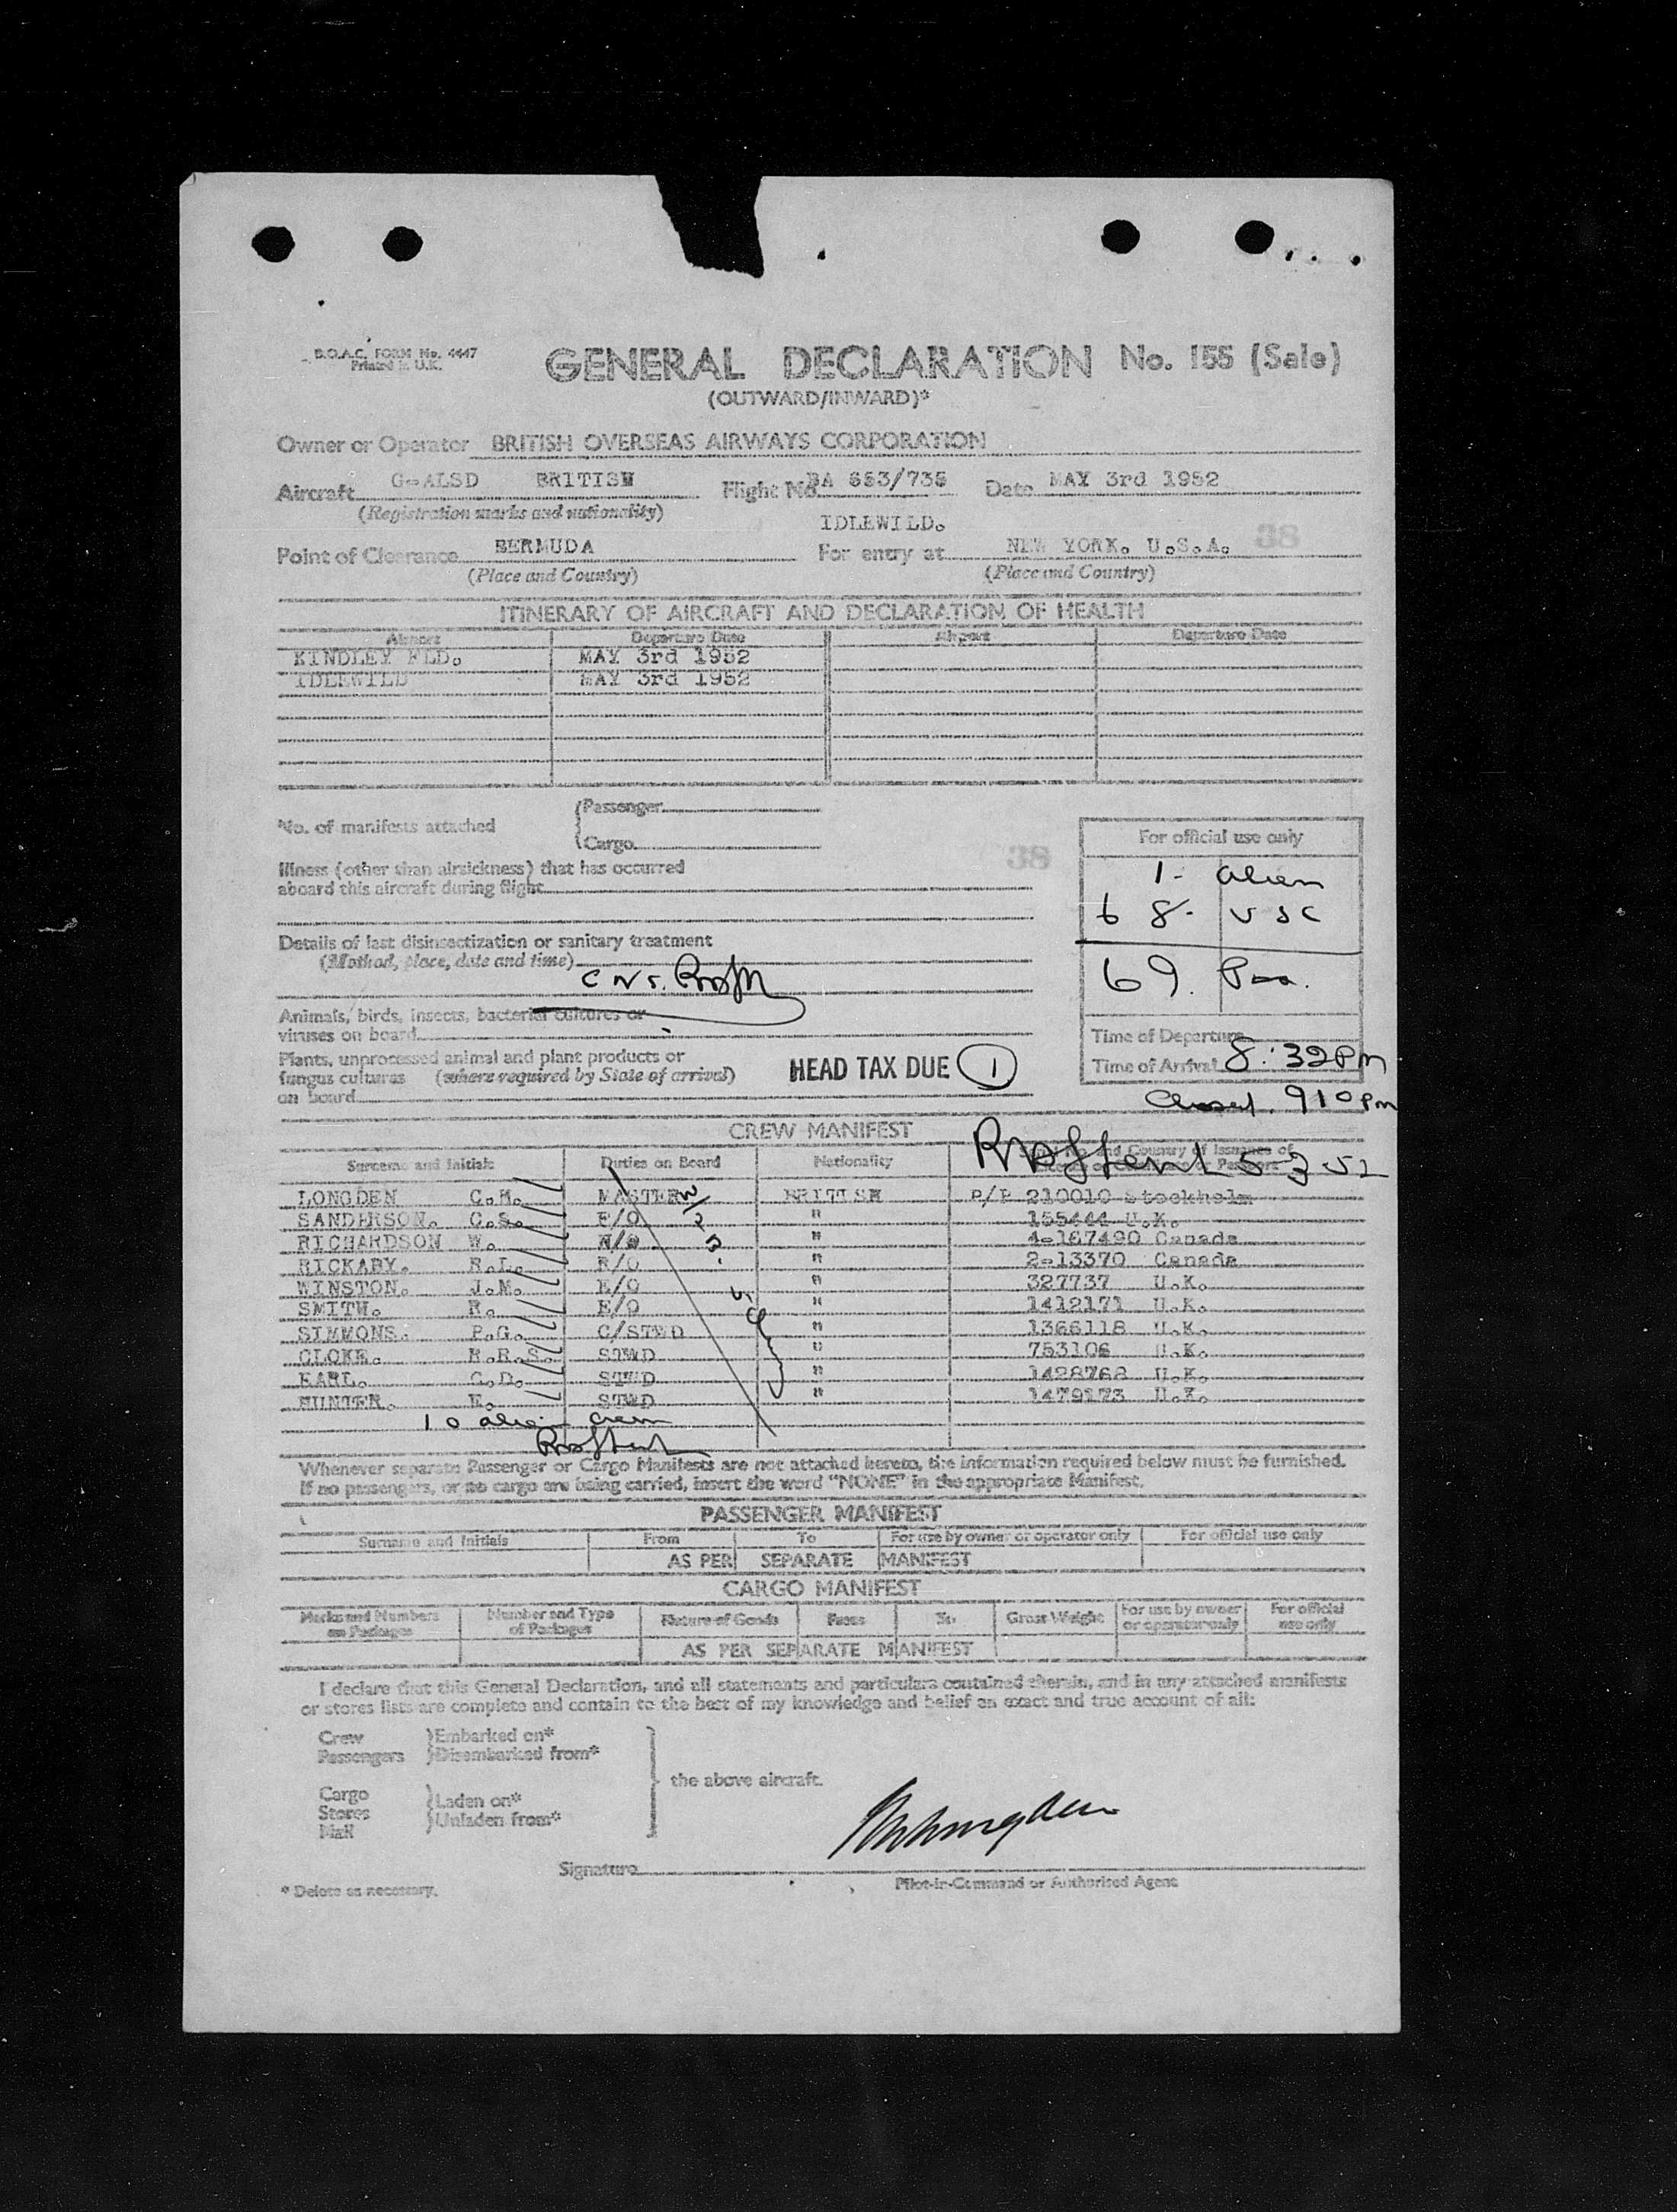 B.O.A.C. FORM No. 4447
Printed in U.K.
GENERAL DECLARATION No. 155 (Sale)
(OUTWARD/INWARD)*
Owner or Operator BRITISH OVERSEAS AIRWAYS CORPORATION
Aircraft G-ALSD BRITISH Flight No. BA 653/735 Date MAY 3rd 1952
(Registration marks and nationality)
IDLEWILD.
Point of Clearance BERMUDA For entry at NEW YORK. U.S.A. 38
(Place and Country) (Place and Country)
ITINERARY OF AIRCRAFT AND DECLARATION OF HEALTH
Airport Departure Date Airport Departure Date
KINDLEY FLD. MAY 3rd 1952
IDLEWILD MAY 3rd 1952
No. of manifests attached {Passenger
{Cargo
For official use only
38
Illness (other than airsickness) that has occurred
aboard this aircraft during flight
1- alien
68- USC
69. Pass.
Details of last disinsectization or sanitary treatment
(Method, place, date and time)
Animals, birds, insects, bacterial cultures or
viruses on board
Time of Departure
Plants, unprocessed animal and plant products or
fungus cultures (where required by State of arrival)
on board
HEAD TAX DUE 1
Time of Arrival 8:32 Pm
Closed. 910 pm
CREW MANIFEST
Surname and Initials Duties on Board Nationality and Country of Issuance of
5 3 52
LONGDEN C.M. MASTER BRITISH P/P 210010 Stockholm
SANDERSON. C.S. F/O " 155444 U.K.
RICHARDSON W. N/O " 4-167490 Canada
RICKABY. R.L. R/O " 2-13370 Canada
WINSTON. J.M. E/O " 327737 U.K.
SMITH. R. E/O " 1412171 U.K.
SIMMONS. P.G. C/STWD " 1366118 U.K.
CLOKE. R.R.S. STWD " 753106 U.K.
EARL. C.D. STWD " 1428768 U.K.
HUNTER. E. STWD " 1479173 U.K.
10 alien crew
Whenever separate Passenger or Cargo Manifests are not attached hereto, the information required below must be furnished.
If no passengers, or no cargo are being carried, insert the word "NONE" in the appropriate Manifest.
PASSENGER MANIFEST
Surname and Initials From To For use by owner or operator only For official use only
AS PER SEPARATE MANIFEST
CARGO MANIFEST
Marks and Numbers on Packages Number and Type of Packages Nature of Goods From To Gross Weight For use by owner or operator only For official use only
AS PER SEPARATE MANIFEST
I declare that this General Declaration, and all statements and particulars contained therein, and in any attached manifests
or stores lists are complete and contain to the best of my knowledge and belief an exact and true account of all:
Crew }Embarked on*
Passengers }Disembarked from*
the above aircraft.
Cargo
Stores }Laden on*
Mail }Unladen from*
Signature
Pilot-in-Command or Authorised Agent
* Delete as necessary.